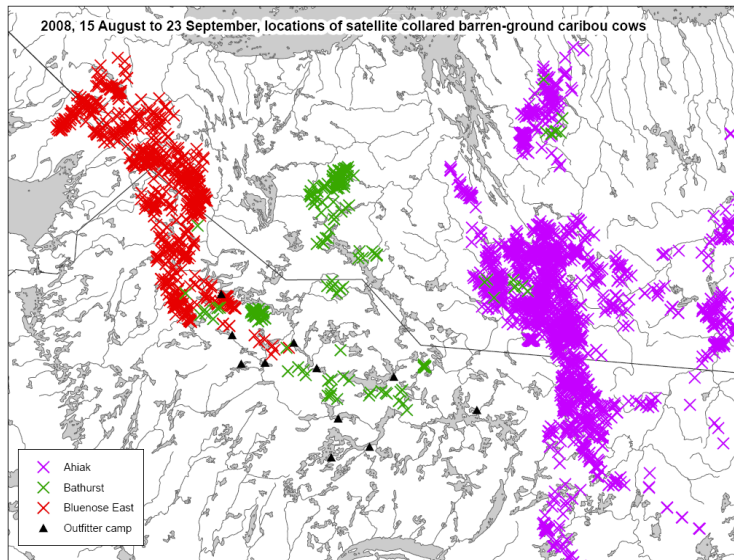 2008, 15 August to 23 September, locations of satellite collared barren-ground caribou cows
Ahiak
Bathurst
Bluenose East
Outfitter camp